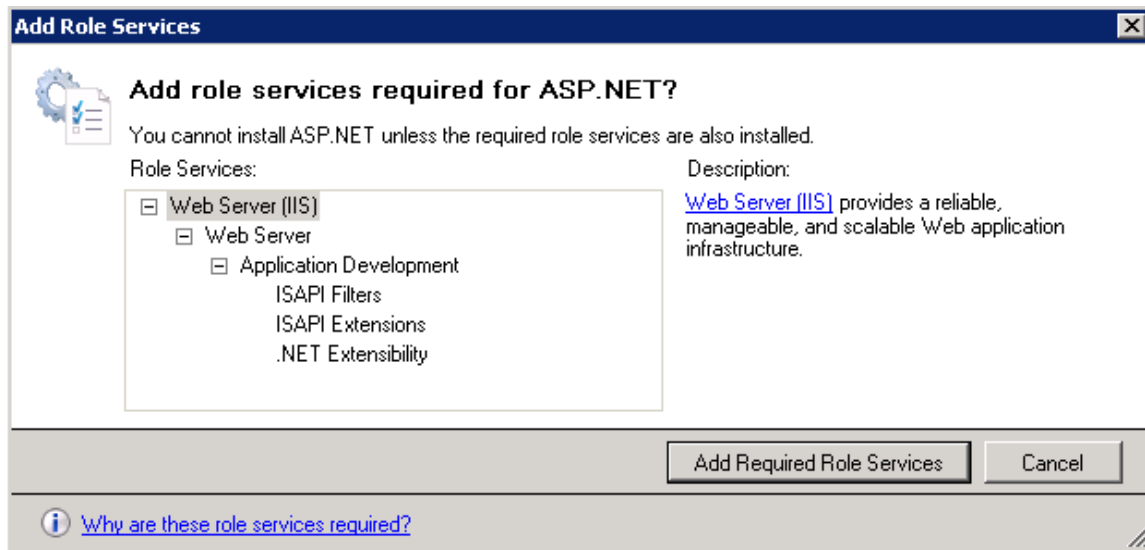 Add Role Services
Add role services required for ASP.NET?
You cannot install ASP.NET unless the required role services are also installed.
Role Services:
Web Server (IIS)
Web Server
Application Development
ISAPI Filters
ISAPI Extensions
.NET Extensibility
Description:
Web Server (IIS) provides a reliable,
manageable, and scalable Web application
infrastructure.
Add Required Role Services
Cancel
Why are these role services required?